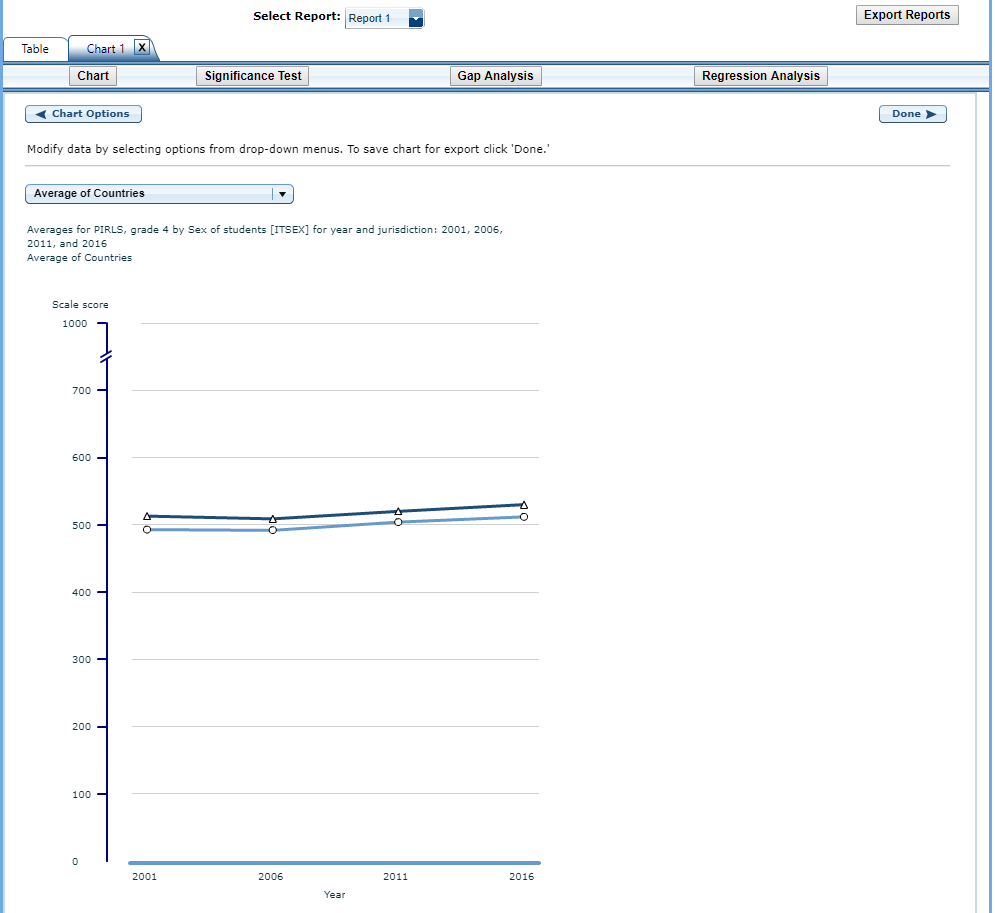 Select Report: Report 1 Export Reports
Table Chart 1 X
Chart Significance Test Gap Analysis Regression Analysis
Chart Options Done
Modify data by selecting options from drop-down menus. To save chart for export click 'Done.'
Average of Countries
Averages for PIRLS, grade 4 by Sex of students [ITSEX] for year and jurisdiction: 2001, 2006,
2011, and 2016
Average of Countries
Scale score
1000
700
600
500
400
300
200
100
0
2001 2006 2011 2016
Year